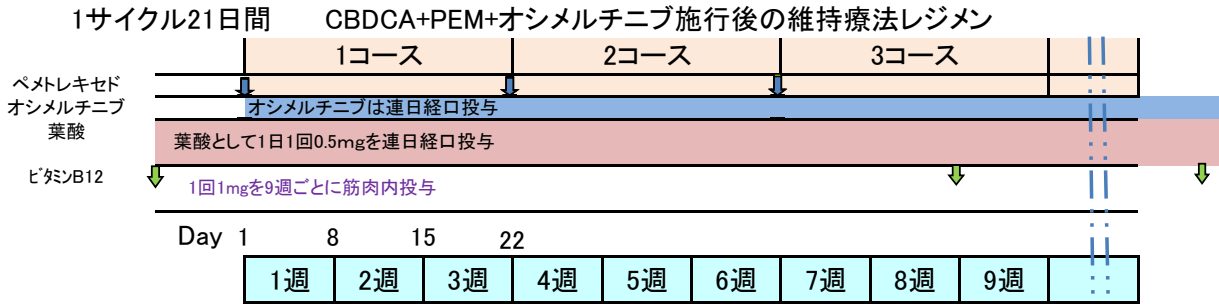 1サイクル21日間　　CBDCA+PEM+オシメルチニブ施行後の維持療法レジメン
1コース 2コース 3コース
ペメトレキセド
オシメルチニブ オシメルチニブは連日経口投与
葉酸 葉酸として1日1回0.5mgを連日経口投与
ビタミンB12 1回1mgを9週ごとに筋肉内投与
Day 1 8 15 22
1週 2週 3週 4週 5週 6週 7週 8週 9週